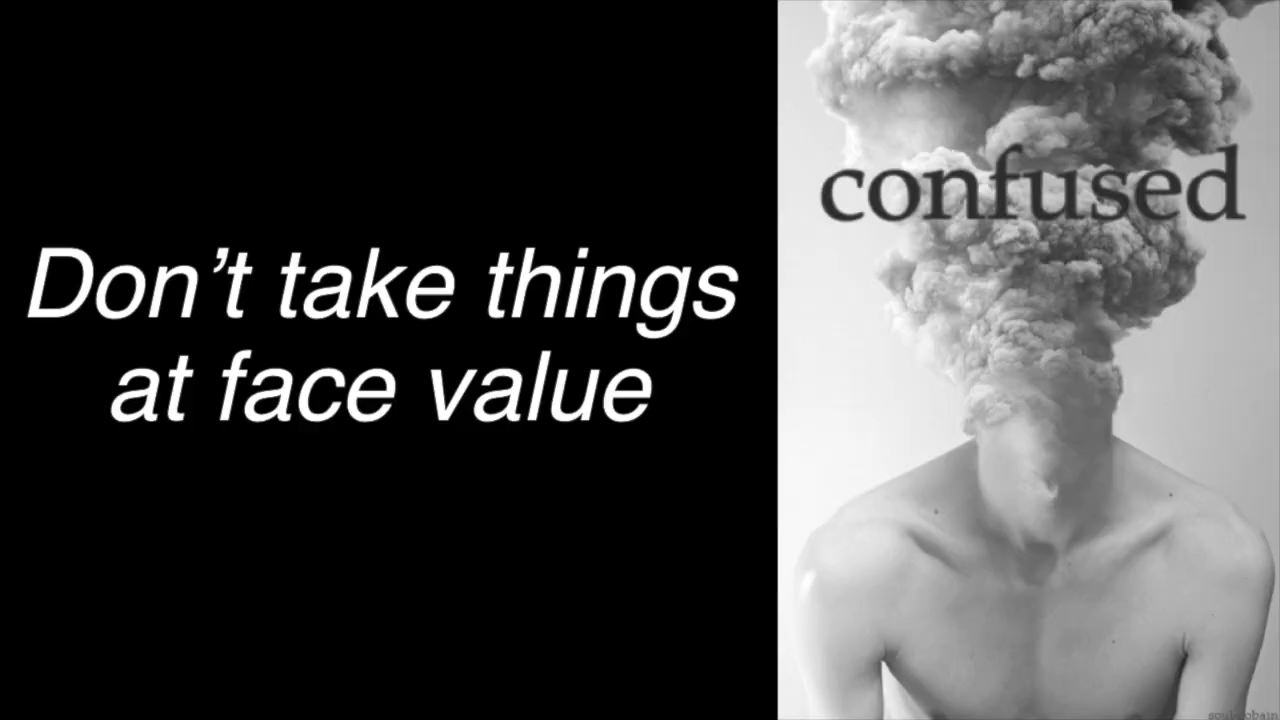 Don’t take things
at face value
confused